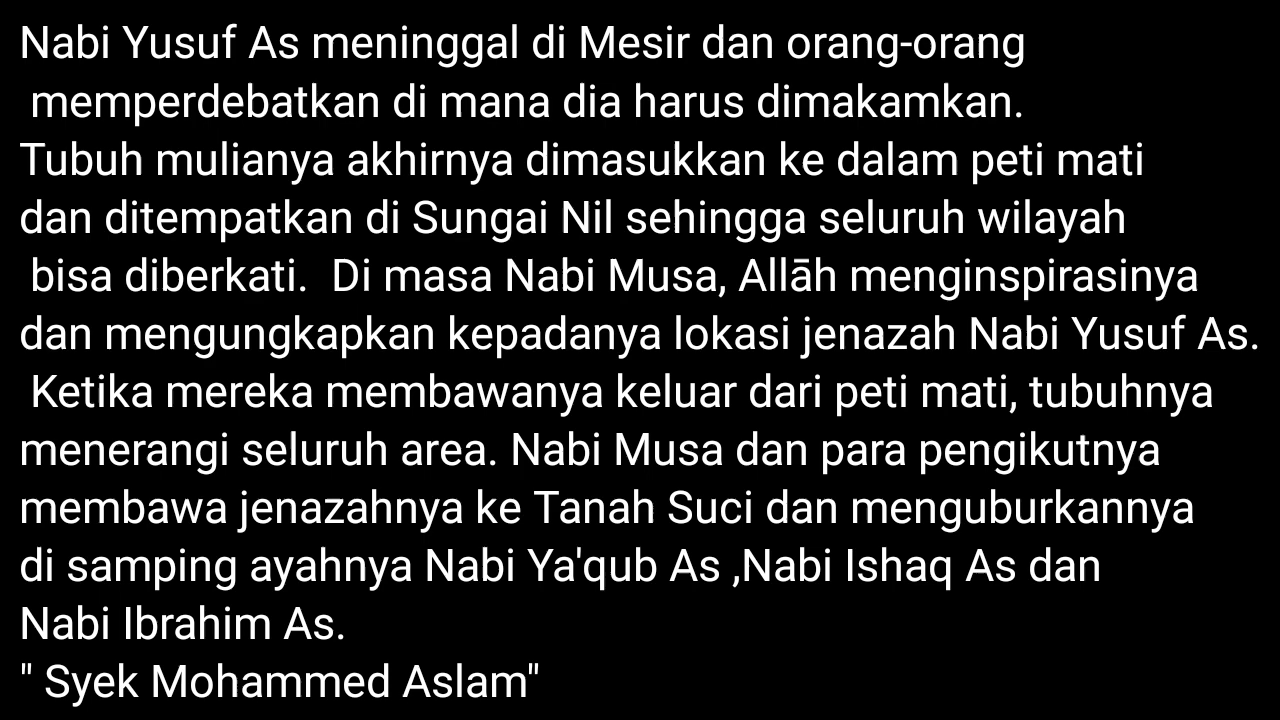 Nabi Yusuf As meninggal di Mesir dan orang-orang
memperdebatkan di mana dia harus dimakamkan.
Tubuh mulianya akhirnya dimasukkan ke dalam peti mati
dan ditempatkan di Sungai Nil sehingga seluruh wilayah
bisa diberkati.  Di masa Nabi Musa, Allāh menginspirasinya
dan mengungkapkan kepadanya lokasi jenazah Nabi Yusuf As.
Ketika mereka membawanya keluar dari peti mati, tubuhnya
menerangi seluruh area. Nabi Musa dan para pengikutnya
membawa jenazahnya ke Tanah Suci dan menguburkannya
di samping ayahnya Nabi Ya'qub As ,Nabi Ishaq As dan
Nabi Ibrahim As.
" Syek Mohammed Aslam"